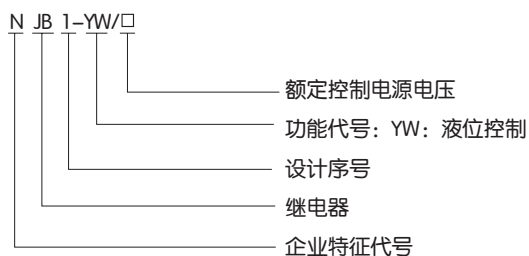 N JB 1-YW/□
额定控制电源电压
功能代号：YW：液位控制
设计序号
继电器
企业特征代号